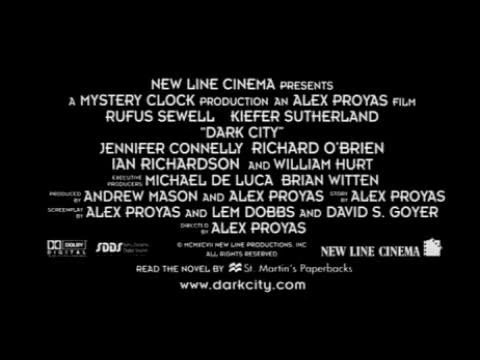 NEW LINE CINEMA PRESENTS
A MYSTERY CLOCK PRODUCTION AN ALEX PROYAS FILM
RUFUS SEWELL KIEFER SUTHERLAND
"DARK CITY"
JENNIFER CONNELLY RICHARD O'BRIEN
IAN RICHARDSON AND WILLIAM HURT
EXECUTIVE PRODUCERS MICHAEL DE LUCA BRIAN WITTEN
PRODUCED BY ANDREW MASON AND ALEX PROYAS STORY BY ALEX PROYAS
SCREENPLAY BY ALEX PROYAS AND LEM DOBBS AND DAVID S. GOYER
DIRECTED BY ALEX PROYAS
DOLBY DIGITAL SDDS © MCMXCVII NEW LINE PRODUCTIONS, INC. NEW LINE CINEMA
ALL RIGHTS RESERVED
READ THE NOVEL BY St. Martin's Paperbacks
www.darkcity.com